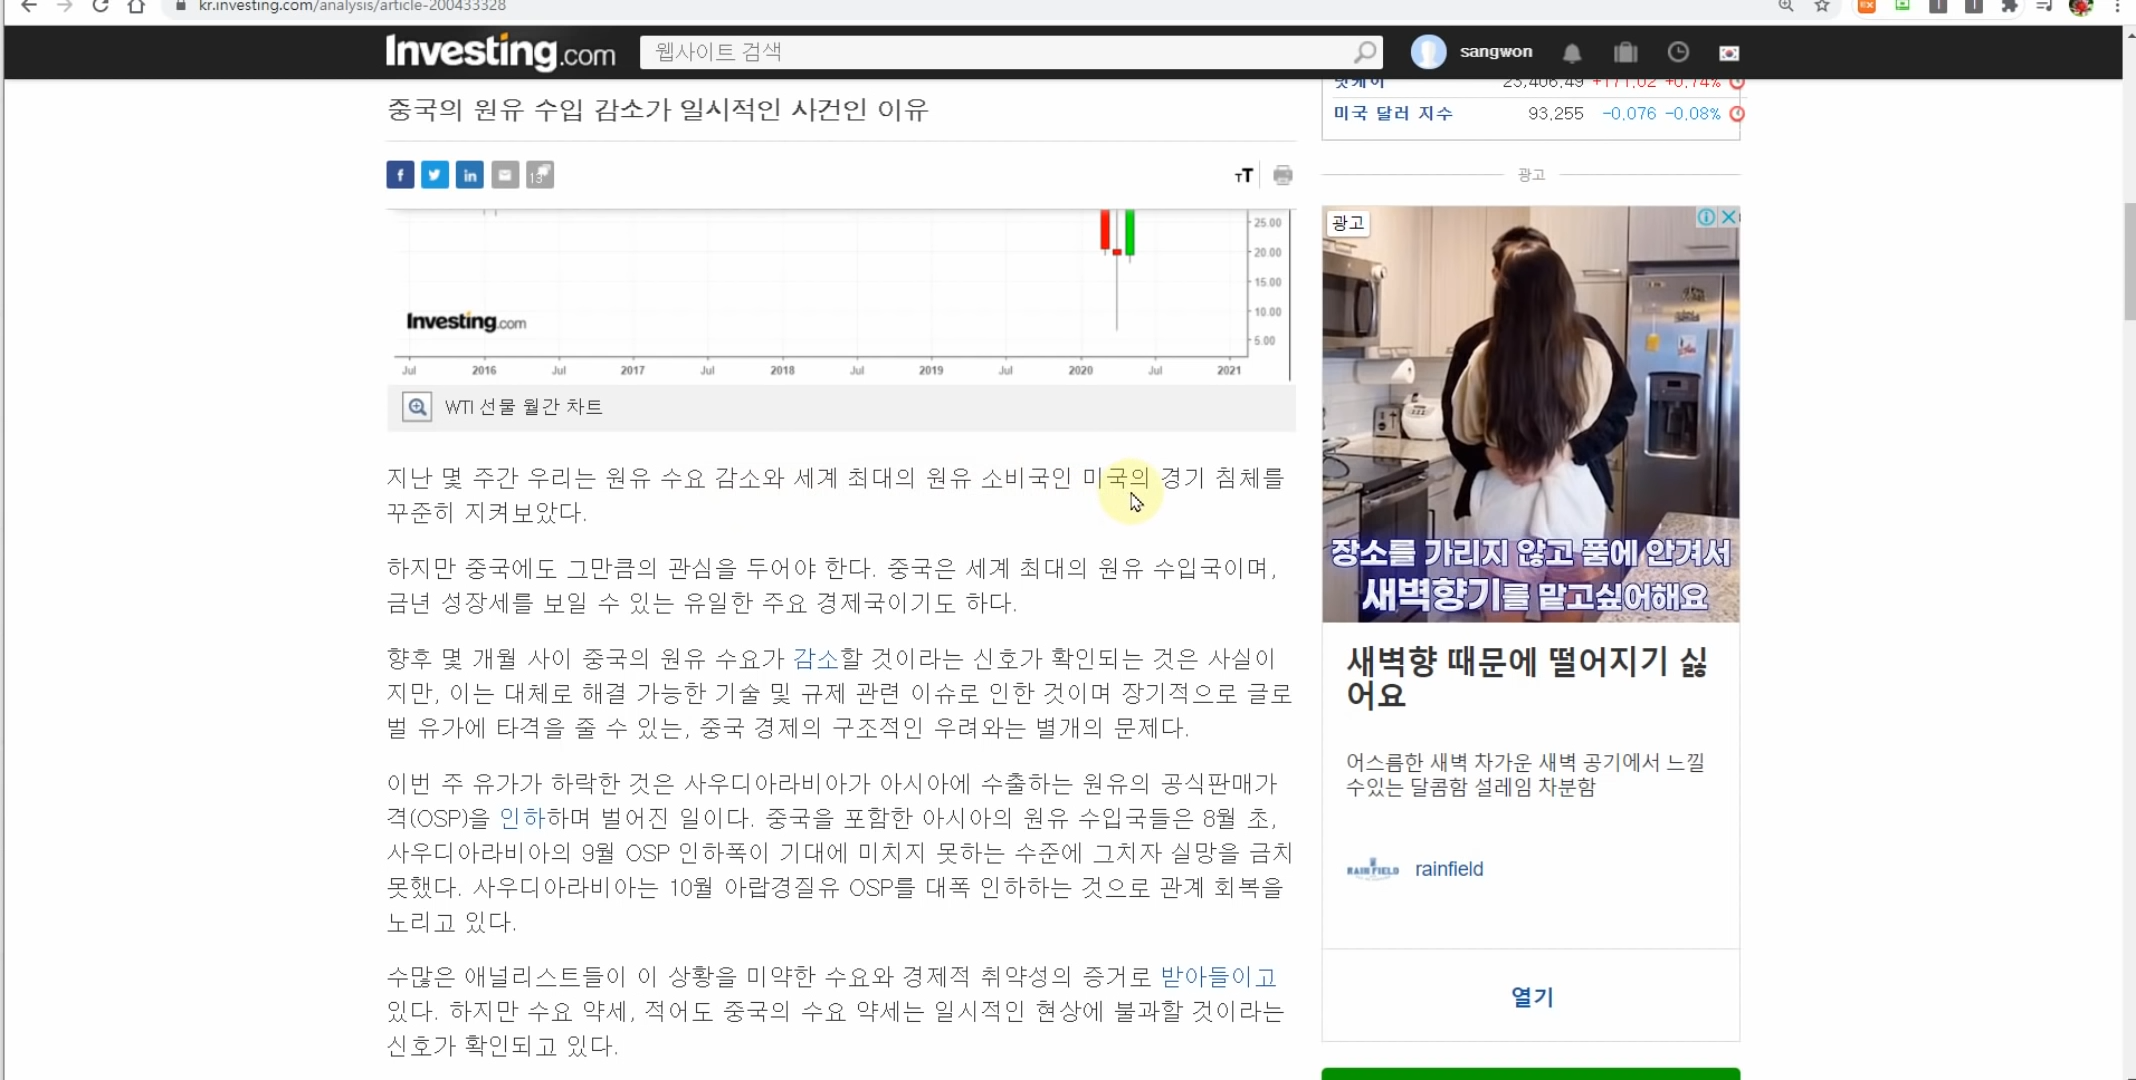 kr.investing.com/analysis/article-200433328
Investing.com
웹사이트 검색
sangwon
중국의 원유 수입 감소가 일시적인 사건인 이유
13
TT
25.00
20.00
15.00
10.00
5.00
Investing.com
Jul 2016 Jul 2017 Jul 2018 Jul 2019 Jul 2020 Jul 2021
WTI 선물 월간 차트
지난 몇 주간 우리는 원유 수요 감소와 세계 최대의 원유 소비국인 미국의 경기 침체를
꾸준히 지켜보았다.
하지만 중국에도 그만큼의 관심을 두어야 한다. 중국은 세계 최대의 원유 수입국이며,
금년 성장세를 보일 수 있는 유일한 주요 경제국이기도 하다.
향후 몇 개월 사이 중국의 원유 수요가 감소할 것이라는 신호가 확인되는 것은 사실이
지만, 이는 대체로 해결 가능한 기술 및 규제 관련 이슈로 인한 것이며 장기적으로 글로
벌 유가에 타격을 줄 수 있는, 중국 경제의 구조적인 우려와는 별개의 문제다.
이번 주 유가가 하락한 것은 사우디아라비아가 아시아에 수출하는 원유의 공식판매가
격(OSP)을 인하하며 벌어진 일이다. 중국을 포함한 아시아의 원유 수입국들은 8월 초,
사우디아라비아의 9월 OSP 인하폭이 기대에 미치지 못하는 수준에 그치자 실망을 금치
못했다. 사우디아라비아는 10월 아랍경질유 OSP를 대폭 인하하는 것으로 관계 회복을
노리고 있다.
수많은 애널리스트들이 이 상황을 미약한 수요와 경제적 취약성의 증거로 받아들이고
있다. 하지만 수요 약세, 적어도 중국의 수요 약세는 일시적인 현상에 불과할 것이라는
신호가 확인되고 있다.
닛케이 23,406.49 +171.02 +0.74%
미국 달러 지수 93,255 -0,076 -0,08%
광고
광고
장소를 가리지 않고 품에 안겨서
새벽향기를 맡고싶어해요
새벽향 때문에 떨어지기 싫
어요
어스름한 새벽 차가운 새벽 공기에서 느낄
수있는 달콤함 설레임 차분함
RAINFIELD rainfield
열기